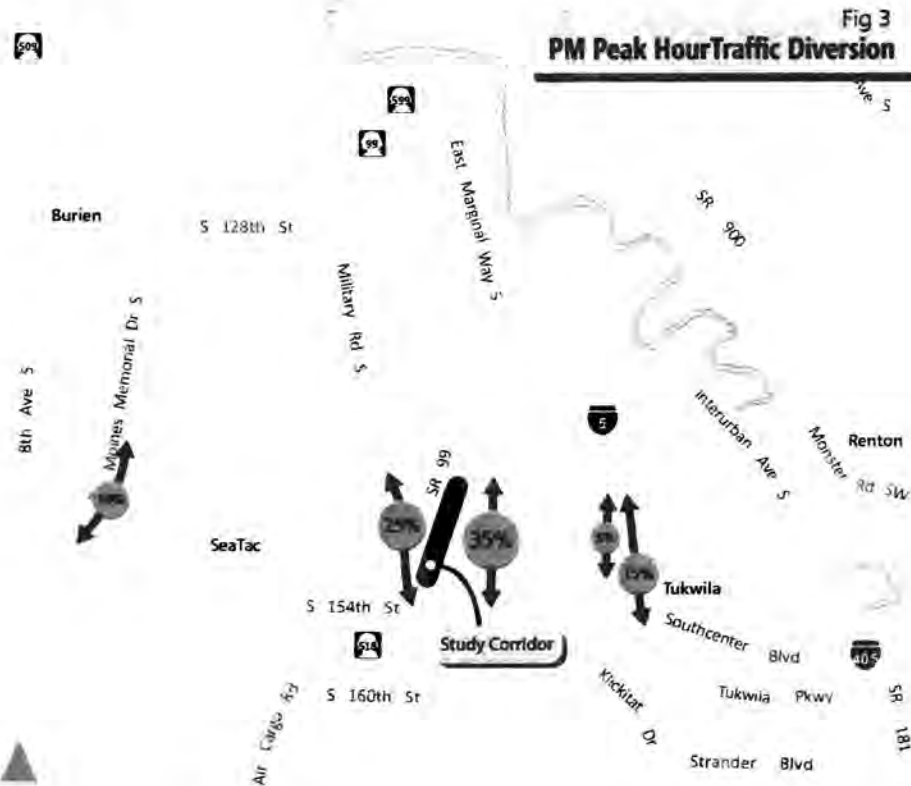 Fig 3
PM Peak HourTraffic Diversion
509
Ave S
599
99
East Marginal Way S
SR 900
Burien
S 128th St
Military Rd S
Moines Memorial Dr S
8th Ave S
5
Interurban Ave S
Monster Rd SW
Renton
SR 99
25%
35%
5%
15%
SeaTac
Tukwila
S 154th St
Southcenter Blvd
518
Study Corridor
405
Klickitat Dr
Tukwila Pkwy
SR 181
S 160th St
Air Cargo Rd
Strander Blvd